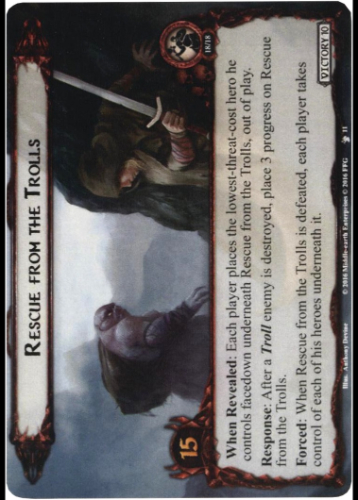 RESCUE FROM THE TROLLS
15
When Revealed: Each player places the lowest-threat-cost hero he
controls facedown underneath Rescue from the Trolls, out of play.
Response: After a Troll enemy is destroyed, place 3 progress on Rescue
from the Trolls.
Forced: When Rescue from the Trolls is defeated, each player takes
control of each of his heroes underneath it.
VICTORY 10
Illus. Anthony Devine
© 2016 Middle-earth Enterprises © 2016 FFG
11